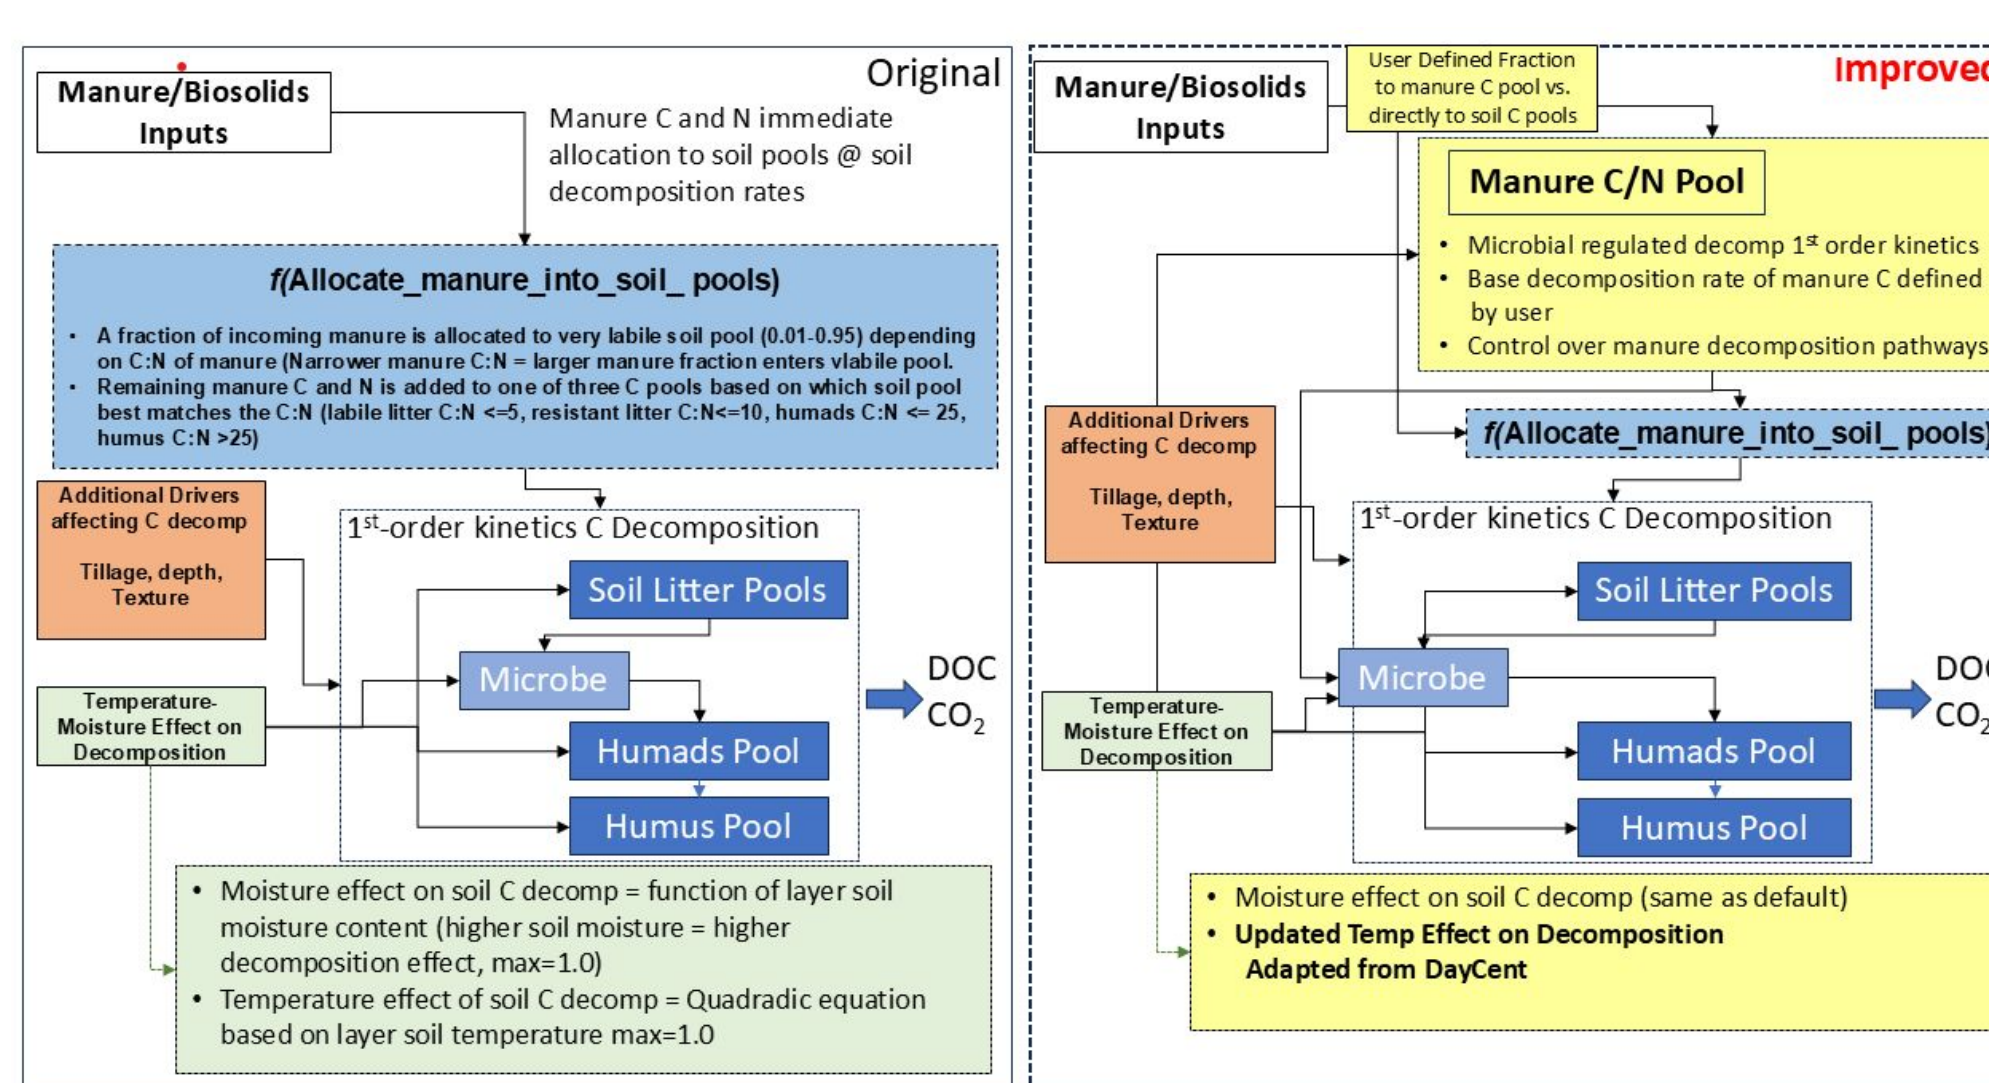 Original
Manure/Biosolids
Inputs
Manure C and N immediate
allocation to soil pools @ soil
decomposition rates
f(Allocate_manure_into_soil_ pools)
• A fraction of incoming manure is allocated to very labile soil pool (0.01-0.95) depending
on C:N of manure (Narrower manure C:N = larger manure fraction enters vlabile pool.
• Remaining manure C and N is added to one of three C pools based on which soil pool
best matches the C:N (labile litter C:N <=5, resistant litter C:N<=10, humads C:N <= 25,
humus C:N >25)
Additional Drivers
affecting C decomp
Tillage, depth,
Texture
1st-order kinetics C Decomposition
Soil Litter Pools
Microbe
Humads Pool
Humus Pool
DOC
CO2
Temperature-
Moisture Effect on
Decomposition
• Moisture effect on soil C decomp = function of layer soil
moisture content (higher soil moisture = higher
decomposition effect, max=1.0)
• Temperature effect of soil C decomp = Quadradic equation
based on layer soil temperature max=1.0
Improved
Manure/Biosolids
Inputs
User Defined Fraction
to manure C pool vs.
directly to soil C pools
Manure C/N Pool
• Microbial regulated decomp 1st order kinetics
• Base decomposition rate of manure C defined
by user
• Control over manure decomposition pathways
f(Allocate_manure_into_soil_ pools)
Additional Drivers
affecting C decomp
Tillage, depth,
Texture
1st-order kinetics C Decomposition
Soil Litter Pools
Microbe
Humads Pool
Humus Pool
DOC
CO2
Temperature-
Moisture Effect on
Decomposition
• Moisture effect on soil C decomp (same as default)
• Updated Temp Effect on Decomposition
Adapted from DayCent